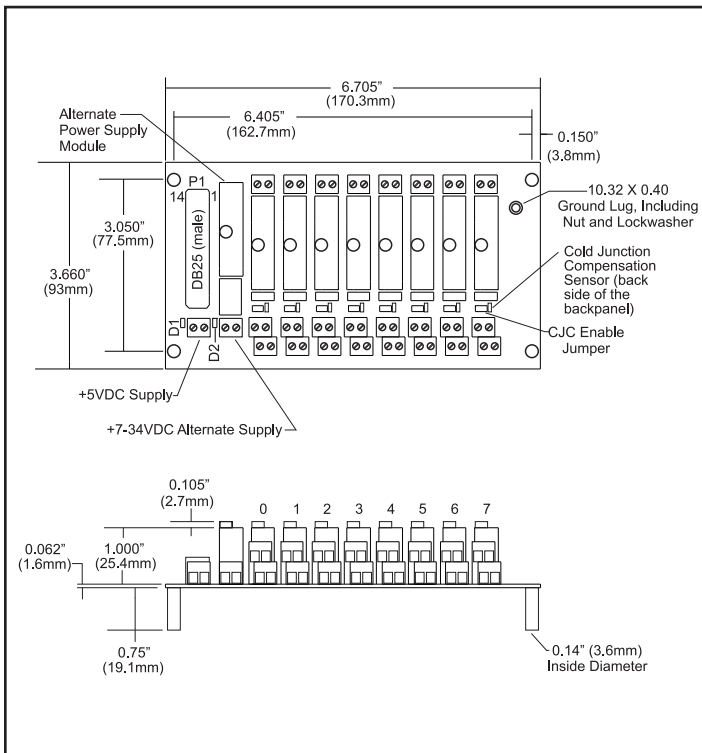 6.705”
(170.3mm)
6.405”
(162.7mm)
0.150”
(3.8mm)
Alternate
Power Supply
Module
P1
14
1
DB25 (male)
3.050”
(77.5mm)
3.660”
(93mm)
D1
D2
10.32 X 0.40
Ground Lug, Including
Nut and Lockwasher
Cold Junction
Compensation
Sensor (back
side of the
backpanel)
CJC Enable
Jumper
+5VDC Supply
+7-34VDC Alternate Supply
0.105”
(2.7mm)
0 1 2 3 4 5 6 7
0.062”
(1.6mm)
1.000”
(25.4mm)
0.75”
(19.1mm)
0.14” (3.6mm)
Inside Diameter